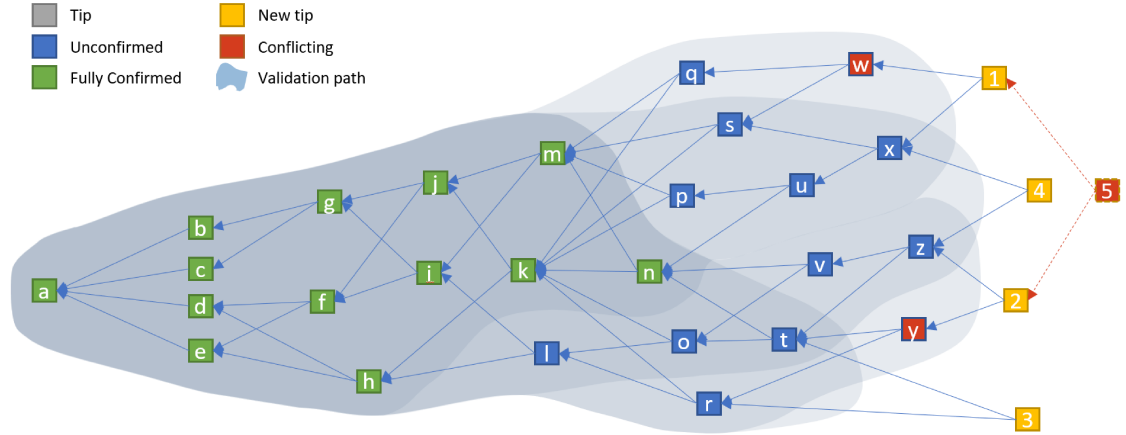 Tip
New tip
Unconfirmed
Conflicting
Fully Confirmed
Validation path
q
w
1
s
x
m
j
u
4
5
p
g
b
z
v
c
i
k
n
a
d
f
2
y
o
t
e
l
h
r
3